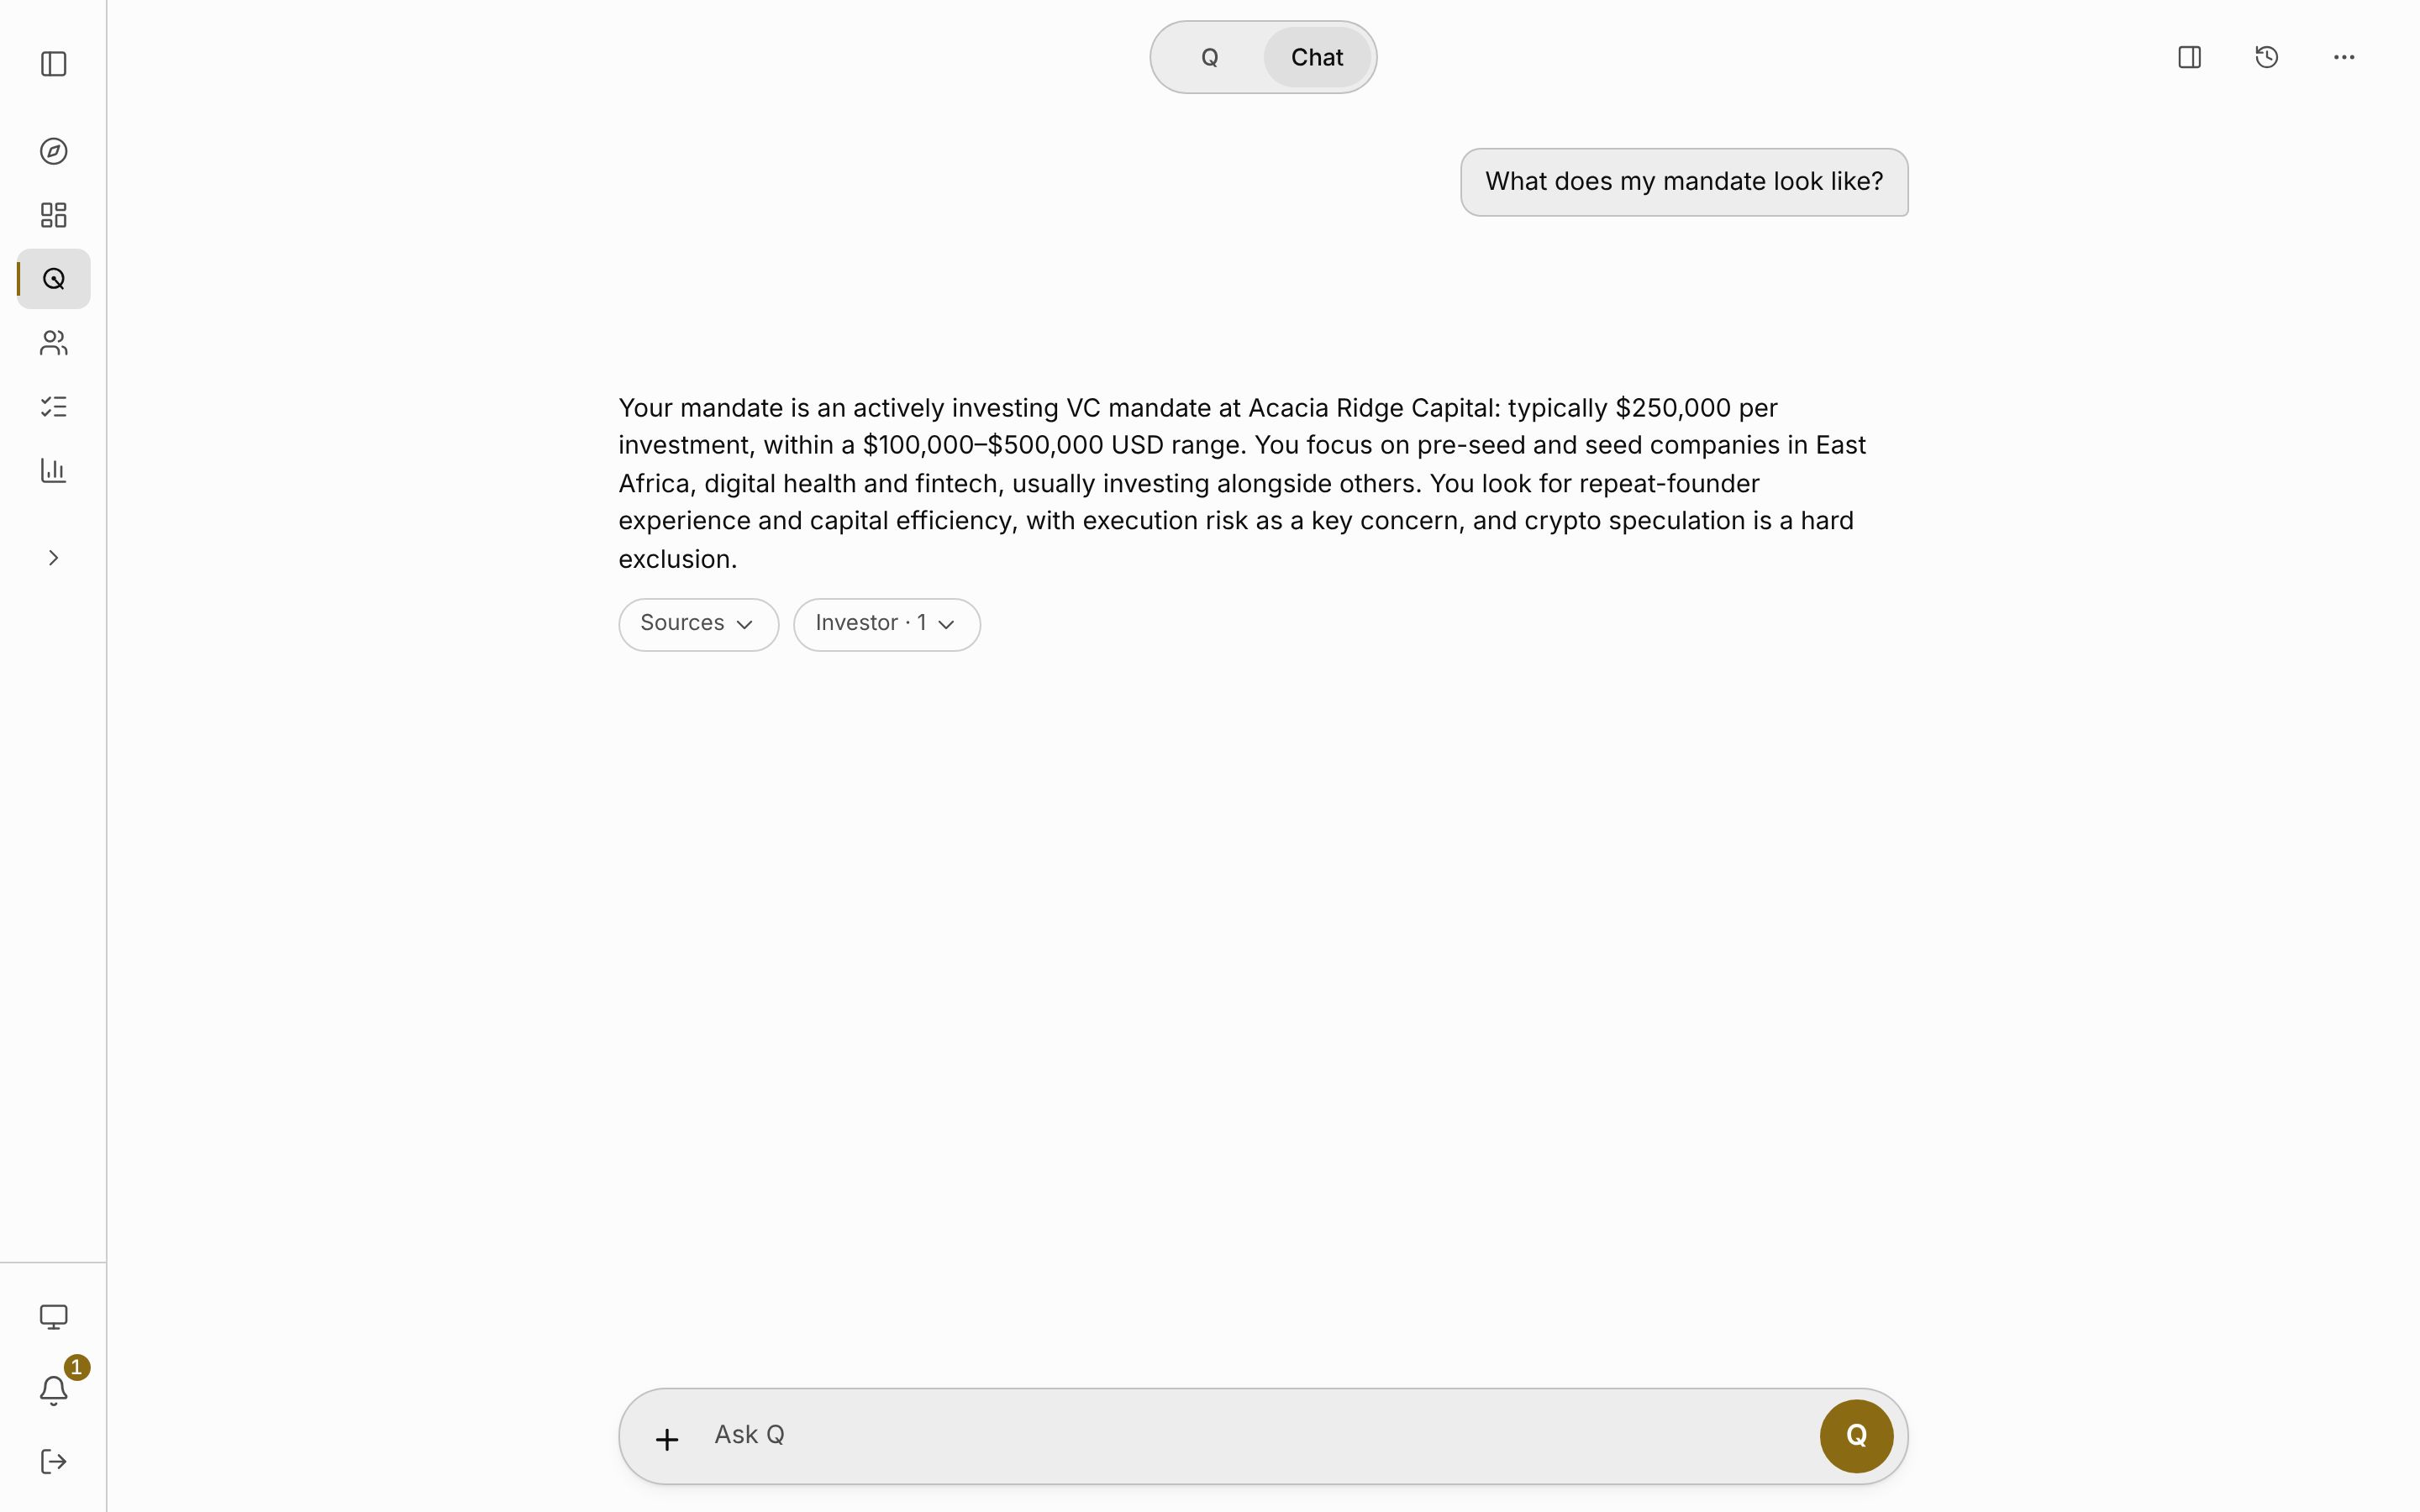 Q Chat
What does my mandate look like?
Your mandate is an actively investing VC mandate at Acacia Ridge Capital: typically $250,000 per
investment, within a $100,000–$500,000 USD range. You focus on pre-seed and seed companies in East
Africa, digital health and fintech, usually investing alongside others. You look for repeat-founder
experience and capital efficiency, with execution risk as a key concern, and crypto speculation is a hard
exclusion.
Sources Investor · 1
1
Ask Q Q